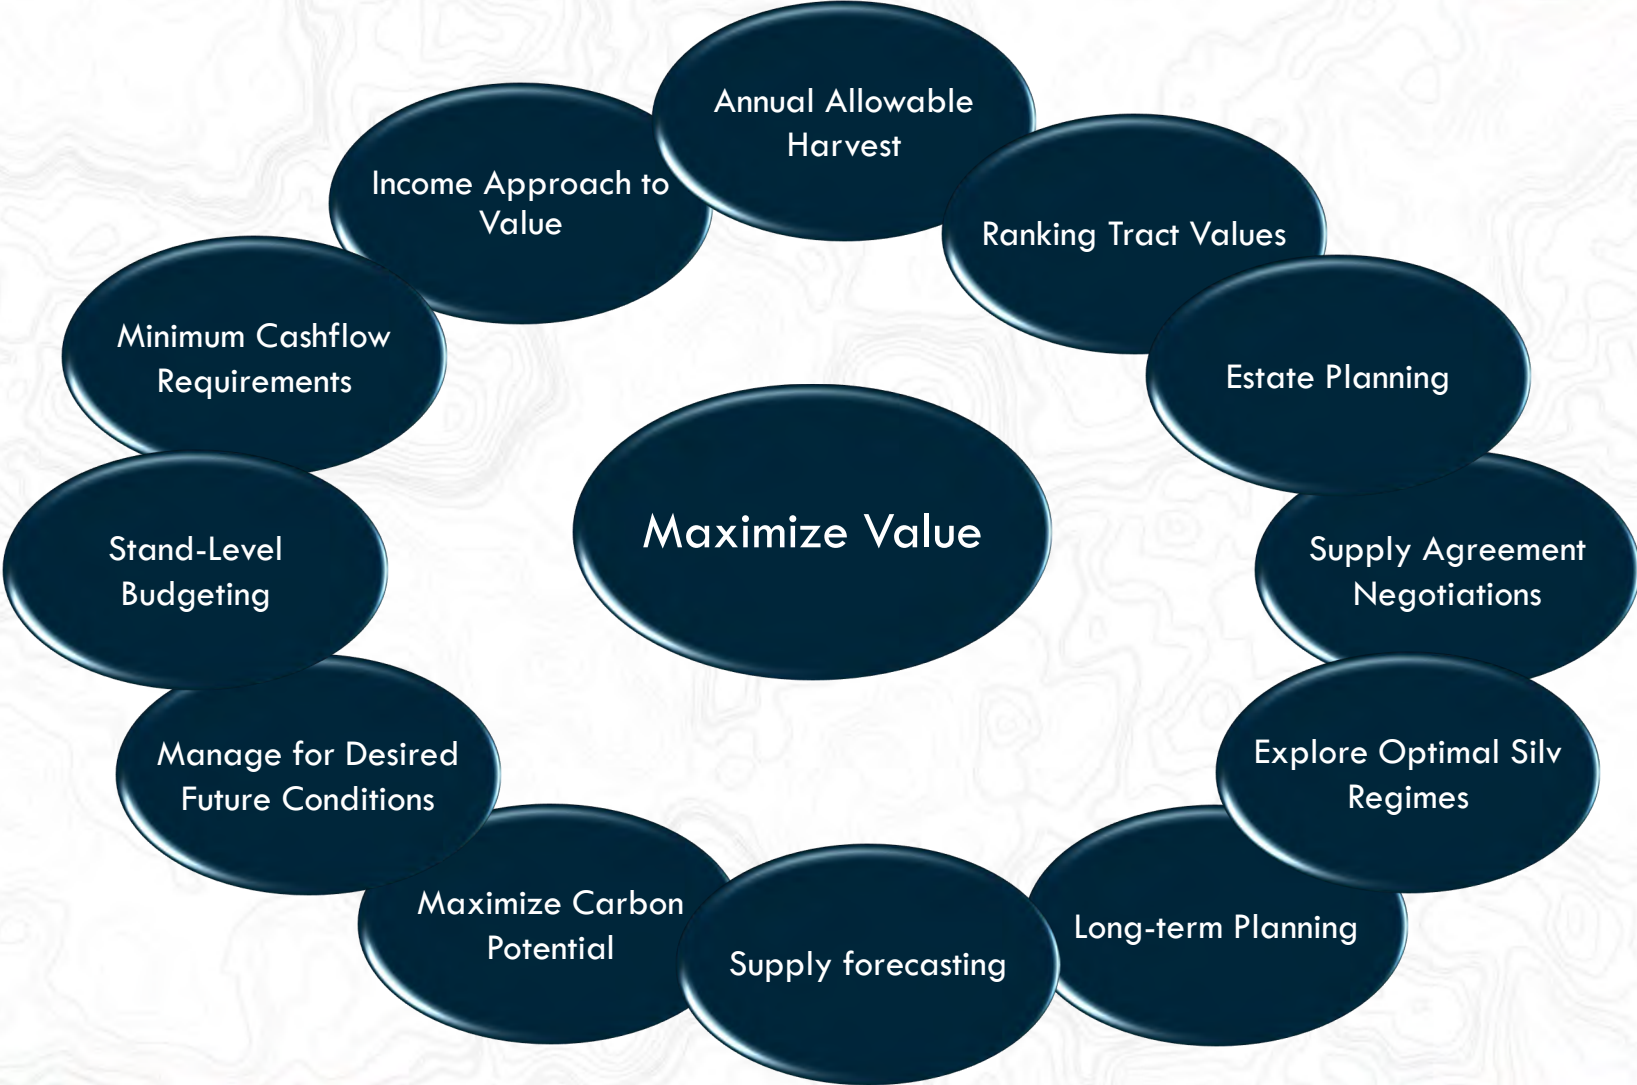 Annual Allowable
Harvest
Ranking Tract Values
Estate Planning
Supply Agreement
Negotiations
Explore Optimal Silv
Regimes
Long-term Planning
Supply forecasting
Maximize Carbon
Potential
Manage for Desired
Future Conditions
Stand-Level
Budgeting
Minimum Cashflow
Requirements
Income Approach to
Value
Maximize Value